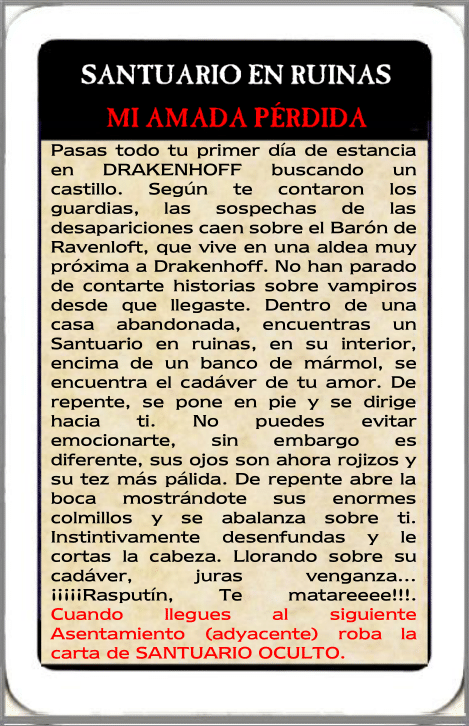 SANTUARIO EN RUINAS
MI AMADA PÉRDIDA
Pasas todo tu primer día de estancia
en DRAKENHOFF buscando un
castillo. Según te contaron los
guardias, las sospechas de las
desapariciones caen sobre el Barón de
Ravenloft, que vive en una aldea muy
próxima a Drakenhoff. No han parado
de contarte historias sobre vampiros
desde que llegaste. Dentro de una
casa abandonada, encuentras un
Santuario en ruinas, en su interior,
encima de un banco de mármol, se
encuentra el cadáver de tu amor. De
repente, se pone en pie y se dirige
hacia ti. No puedes evitar
emocionarte, sin embargo es
diferente, sus ojos son ahora rojizos y
su tez más pálida. De repente abre la
boca mostrándote sus enormes
colmillos y se abalanza sobre ti.
Instintivamente desenfundas y le
cortas la cabeza. Llorando sobre su
cadáver, juras venganza...
¡¡¡¡¡Rasputín, Te matareeee!!!.
Cuando llegues al siguiente
Asentamiento (adyacente) roba la
carta de SANTUARIO OCULTO.